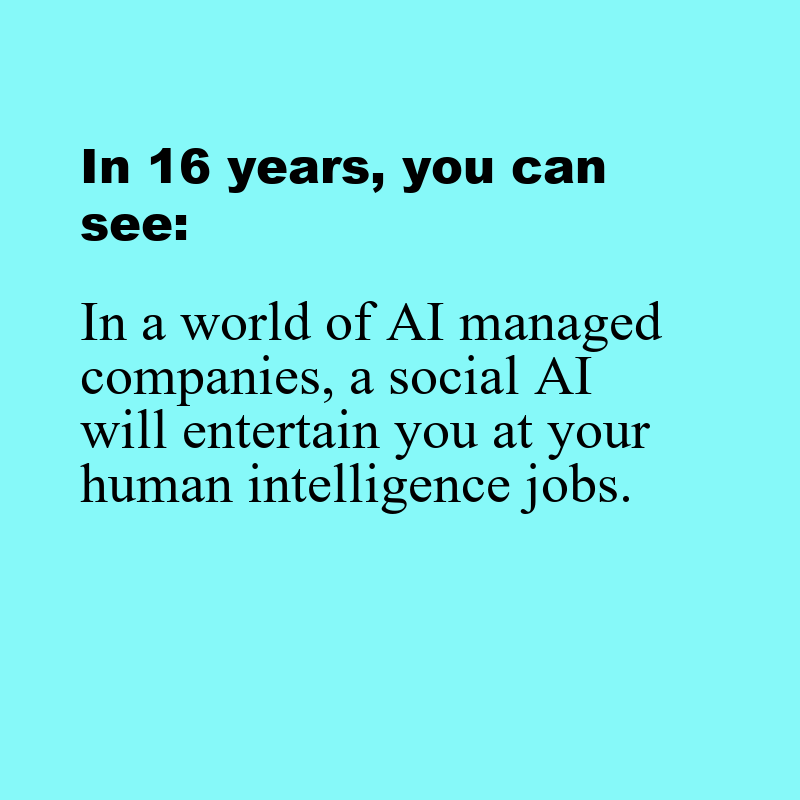 In 16 years, you can
see:
In a world of AI managed
companies, a social AI
will entertain you at your
human intelligence jobs.